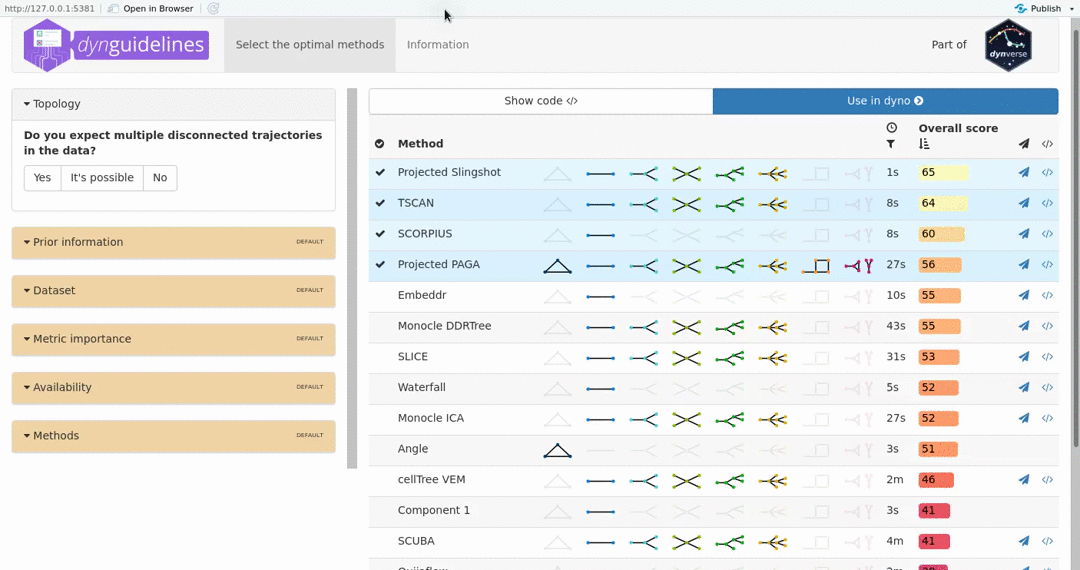 http://127.0.0.1:5381
Open in Browser
Publish
dynguidelines
Select the optimal methods
Information
Part of
dynverse
Topology
Do you expect multiple disconnected trajectories
in the data?
Yes
It's possible
No
Prior information DEFAULT
Dataset DEFAULT
Metric importance DEFAULT
Availability DEFAULT
Methods DEFAULT
Show code </>
Use in dyno
Method
Overall score
Projected Slingshot 1s 65
TSCAN 8s 64
SCORPIUS 8s 60
Projected PAGA 27s 56
Embeddr 10s 55
Monocle DDRTree 43s 55
SLICE 31s 53
Waterfall 5s 52
Monocle ICA 27s 52
Angle 3s 51
cellTree VEM 2m 46
Component 1 3s 41
SCUBA 4m 41